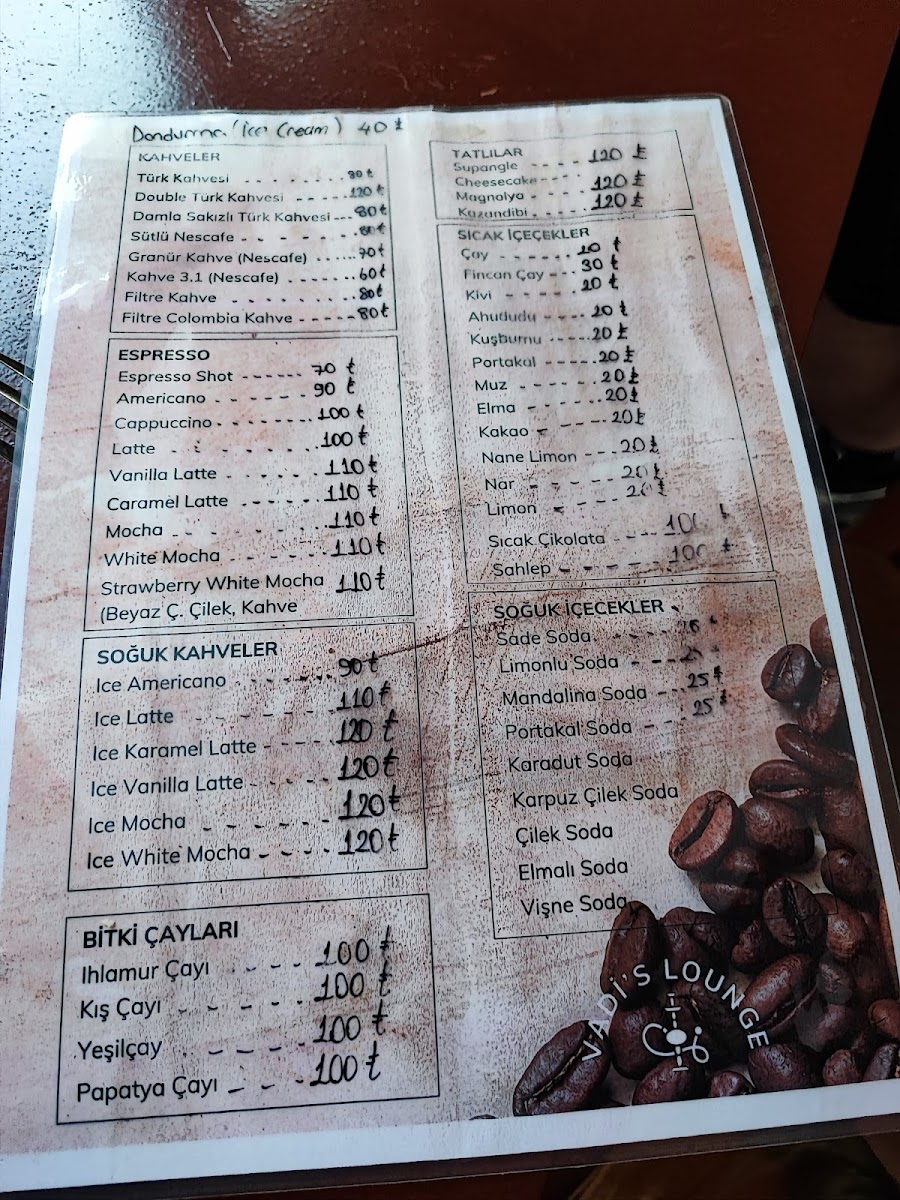 Dondurma (Ice Cream) 40 ₺
KAHVELER
Türk Kahvesi - - - - - - - 80 ₺
Double Türk Kahvesi - - - - - 120 ₺
Damla Sakızlı Türk Kahvesi --- 80 ₺
Sütlü Nescafe - - - - - - 80 ₺
Granür Kahve (Nescafe) ...... 70 ₺
Kahve 3.1 (Nescafe) ...... 60 ₺
Filtre Kahve - - - - - - - 80 ₺
Filtre Colombia Kahve ------ 80 ₺
ESPRESSO
Espresso Shot ------ 70 ₺
Americano - - - - - - 90 ₺
Cappuccino ------ 100 ₺
Latte - - - - - - - 100 ₺
Vanilla Latte - - - - - - 110 ₺
Caramel Latte ------ 110 ₺
Mocha - - - - - - - 110 ₺
White Mocha - - - - - - 110 ₺
Strawberry White Mocha 110 ₺
(Beyaz Ç. Çilek, Kahve
SOĞUK KAHVELER
Ice Americano - - - - - 90 ₺
Ice Latte - - - - - - - 110 ₺
Ice Karamel Latte - - - - - 120 ₺
Ice Vanilla Latte - - - - - 120 ₺
Ice Mocha - - - - - - 120 ₺
Ice White Mocha - - - - 120 ₺
BİTKİ ÇAYLARI
Ihlamur Çayı - - - - - 100 ₺
Kış Çayı - - - - - - - 100 ₺
Yeşilçay - - - - - - 100 ₺
Papatya Çayı - - - - 100 ₺
TATLILAR
Supangle - - - - - 120 ₺
Cheesecake - - - -
Magnolya - - - - - 120 ₺
Kazandibi - - - - - 120 ₺
SICAK İÇEÇEKLER
Çay - - - - - - ₺
Fincan Çay - - - 30 ₺
Kivi - - - - - - 20 ₺
Ahududu - - - - - 20 ₺
Kuşburnu - - - - - 20 ₺
Portakal - - - - - 20 ₺
Muz - - - - - - 20 ₺
Elma - - - - - - 20 ₺
Kakao - - - - - 20 ₺
Nane Limon - - - - 20 ₺
Nar - - - - - - 20 ₺
Limon - - - - - ₺
Sıcak Çikolata - - - - ₺
Sahlep - - - - - - ₺
SOĞUK İÇECEKLER
Sade Soda - - - - -
Limonlu Soda - - - -
Mandalina Soda - - - 25 ₺
Portakal Soda - - - - 25 ₺
Karadut Soda
Karpuz Çilek Soda
Çilek Soda
Elmalı Soda
Vişne Soda
VADİ'S LOUNGE